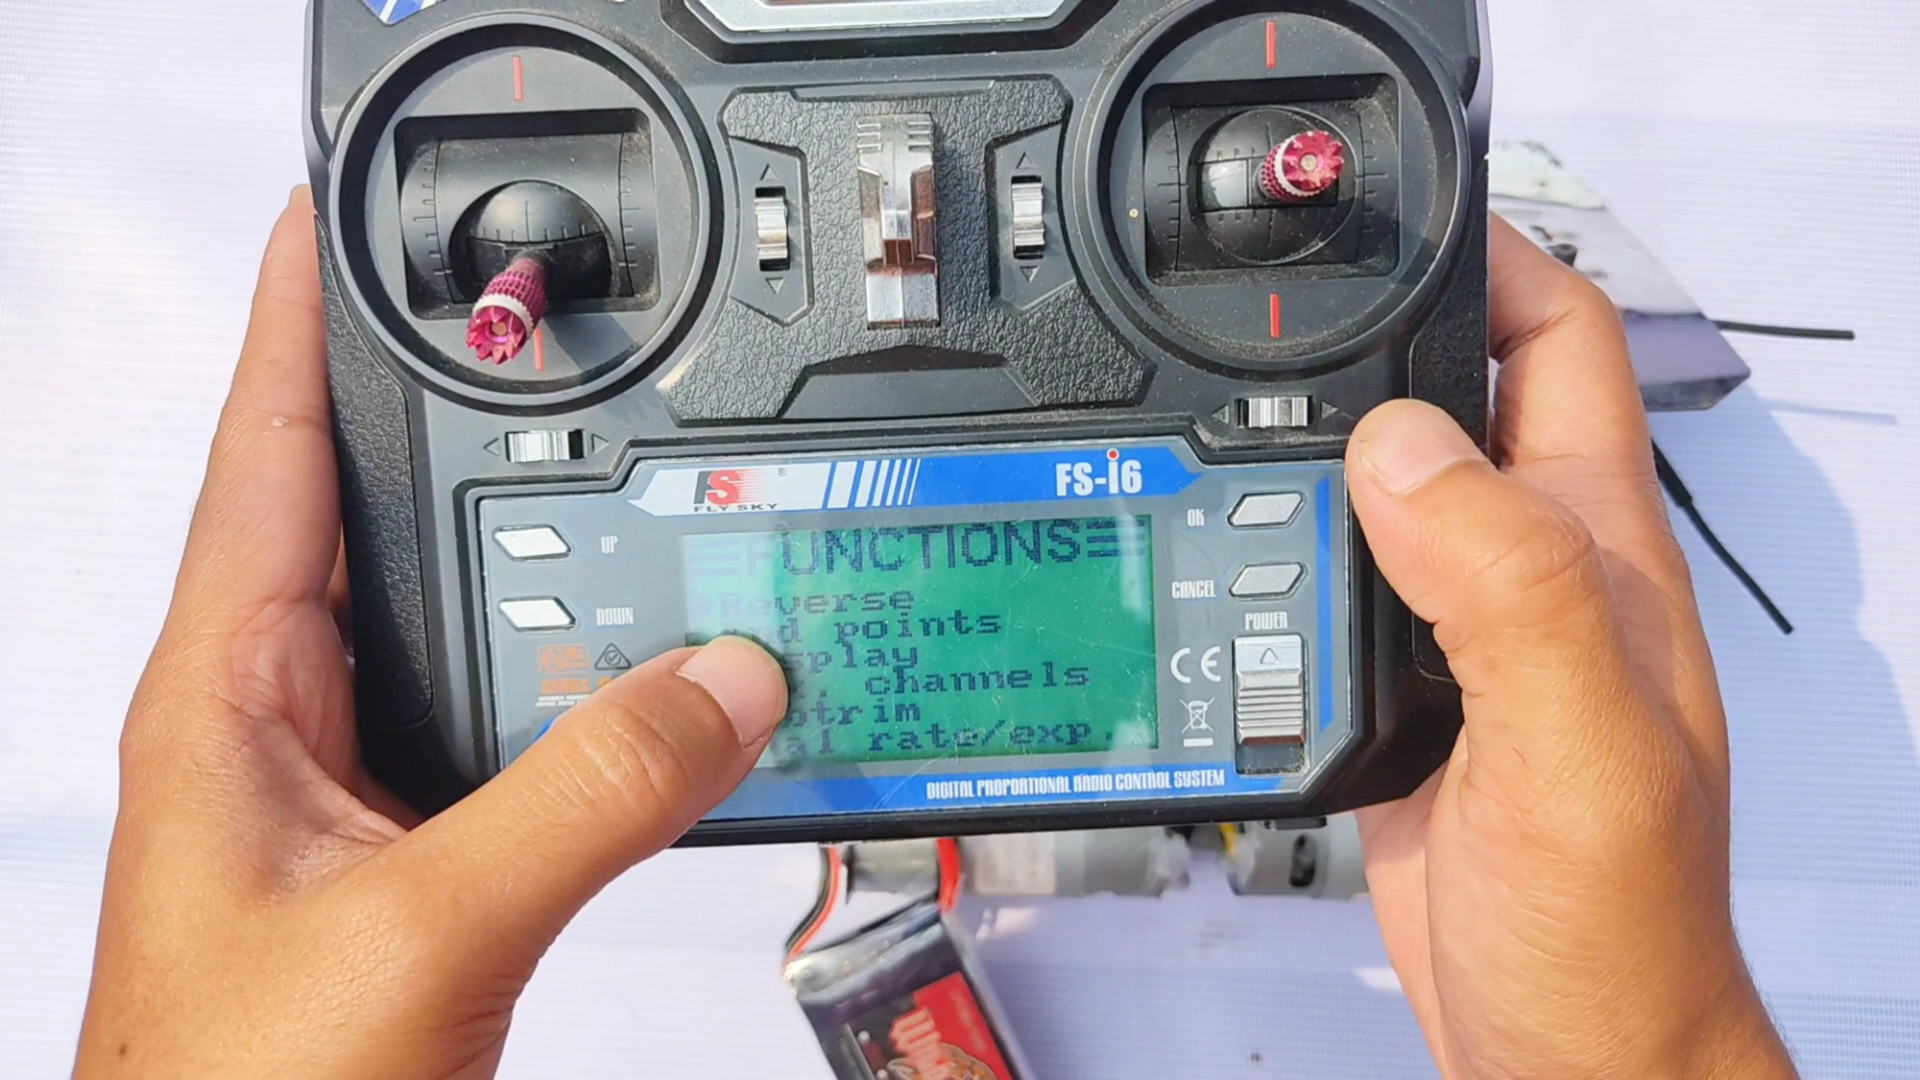 FS
FLY SKY ®
FS-i6
UP
DOWN
FUNCTIONS
Reverse
points
channels
rate/exp.
OK
CANCEL
POWER
CE
DIGITAL PROPORTIONAL RADIO CONTROL SYSTEM